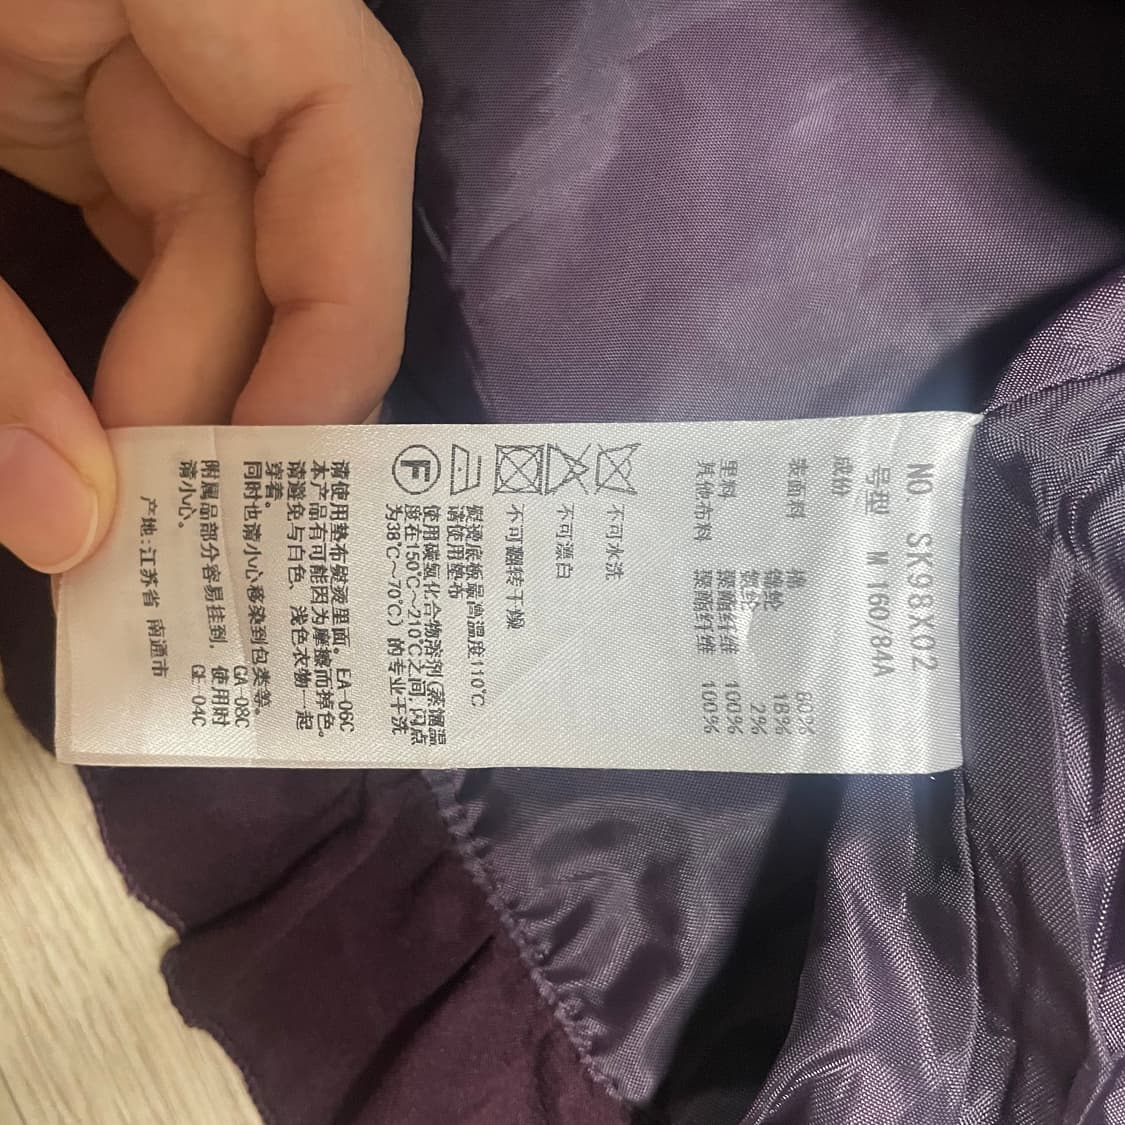 NO SK98X02
号型 M 160/84A
成份
表面料 棉 80%
锦纶 18%
氨纶 2%
里料 聚酯纤维 100%
其他布料 聚酯纤维 100%
不可水洗
不可漂白
不可翻转干燥
熨烫底板最高温度110℃
请使用垫布
F
使用碳氢化合物溶剂(蒸馏温
度在150℃~210℃之间,闪点
为38℃~70℃)的专业干洗
请使用垫布熨烫里面。 EA-06C
本产品有可能因为摩擦而掉色。
请避免与白色、浅色衣物一起
穿着。
同时也请小心移染到包类等。
GA-08C
附属品部分容易挂到，使用时
请小心。 GE-04C
产地:江苏省 南通市